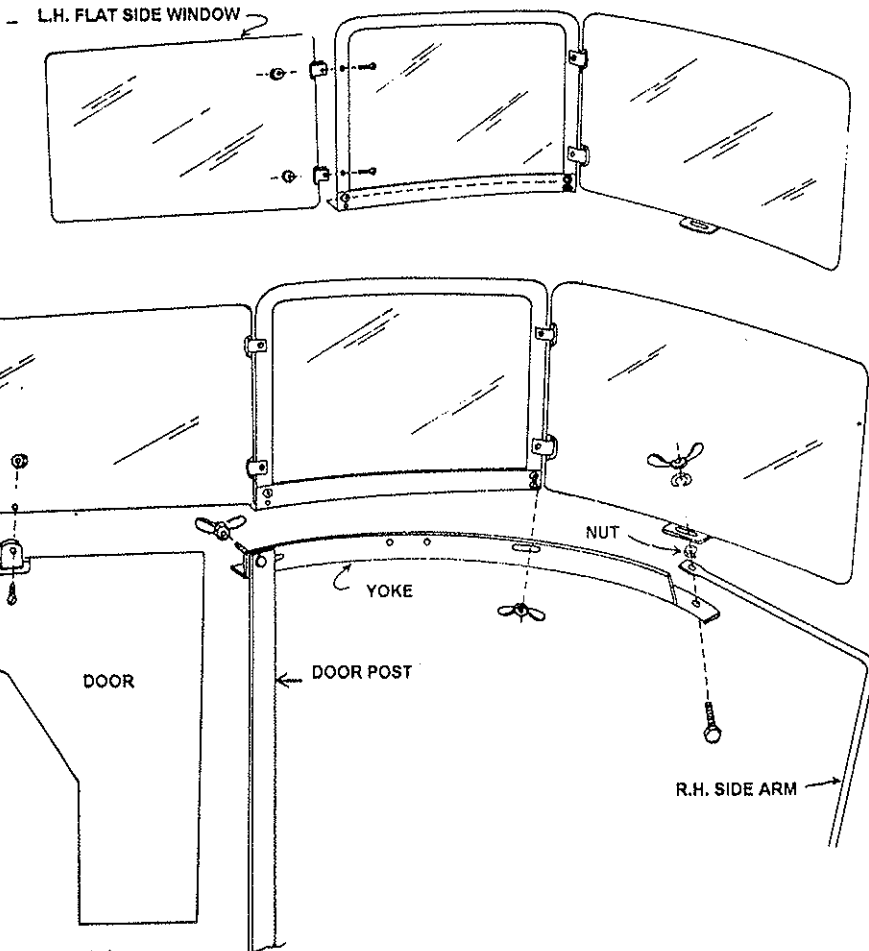 L.H. FLAT SIDE WINDOW
NUT
YOKE
DOOR POST
DOOR
R.H. SIDE ARM